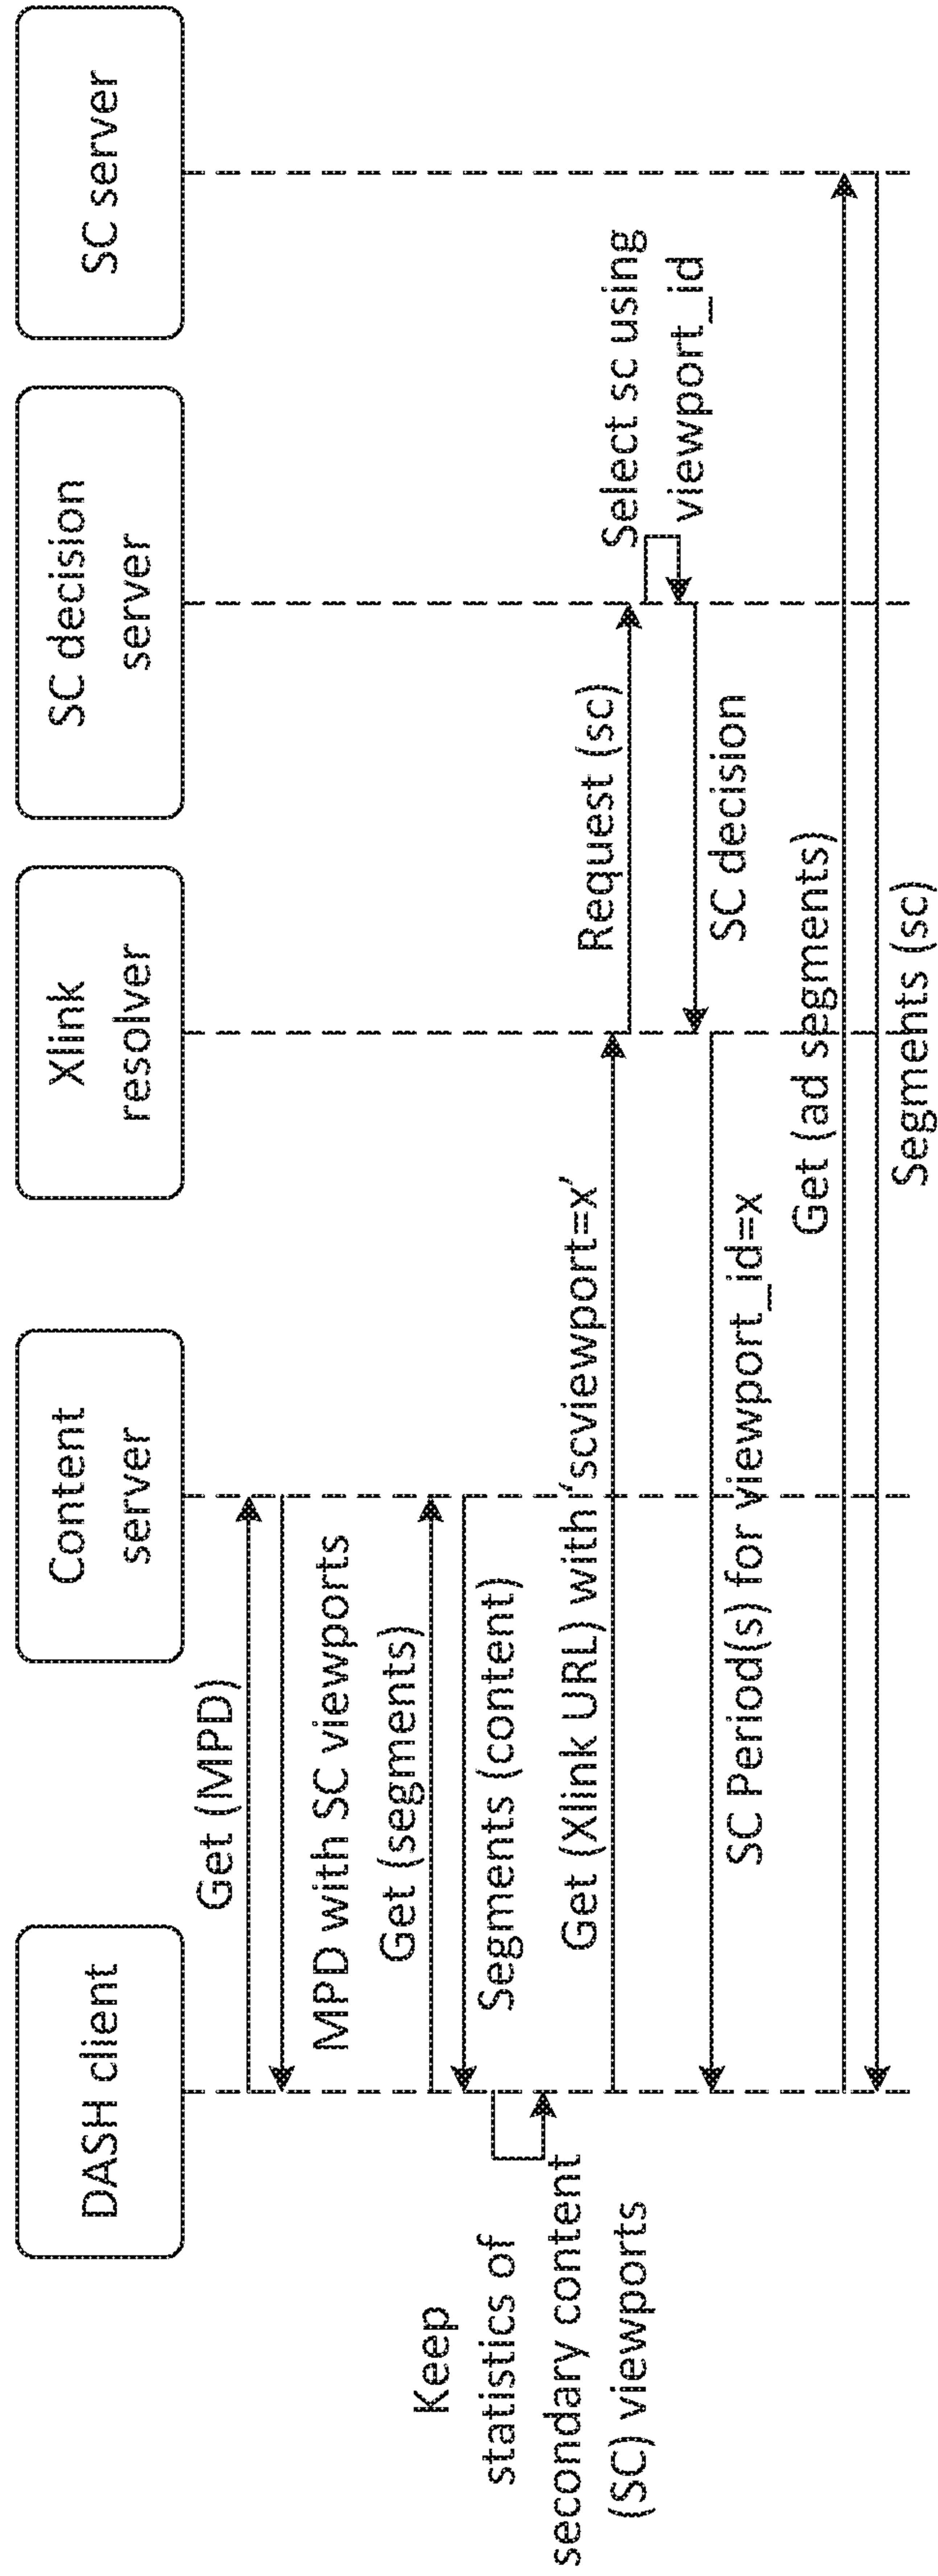 DASH client
Content
server
Xlink
resolver
SC decision
server
SC server
Get (MPD)
MPD with SC viewports
Get (segments)
Segments (content)
Keep
statistics of
secondary content
(SC) viewports
Get (Xlink URL) with ‘scviewport=x’
Request (sc)
Select sc using
viewport_id
SC decision
SC Period(s) for viewport_id=x
Get (ad segments)
Segments (sc)